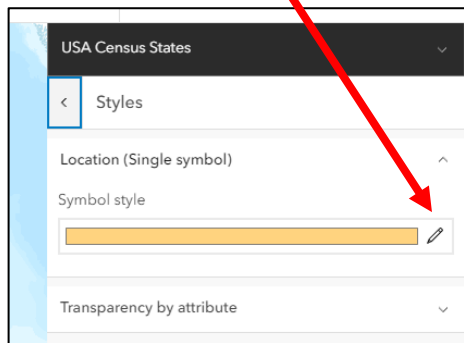 USA Census States
Styles
Location (Single symbol)
Symbol style
Transparency by attribute